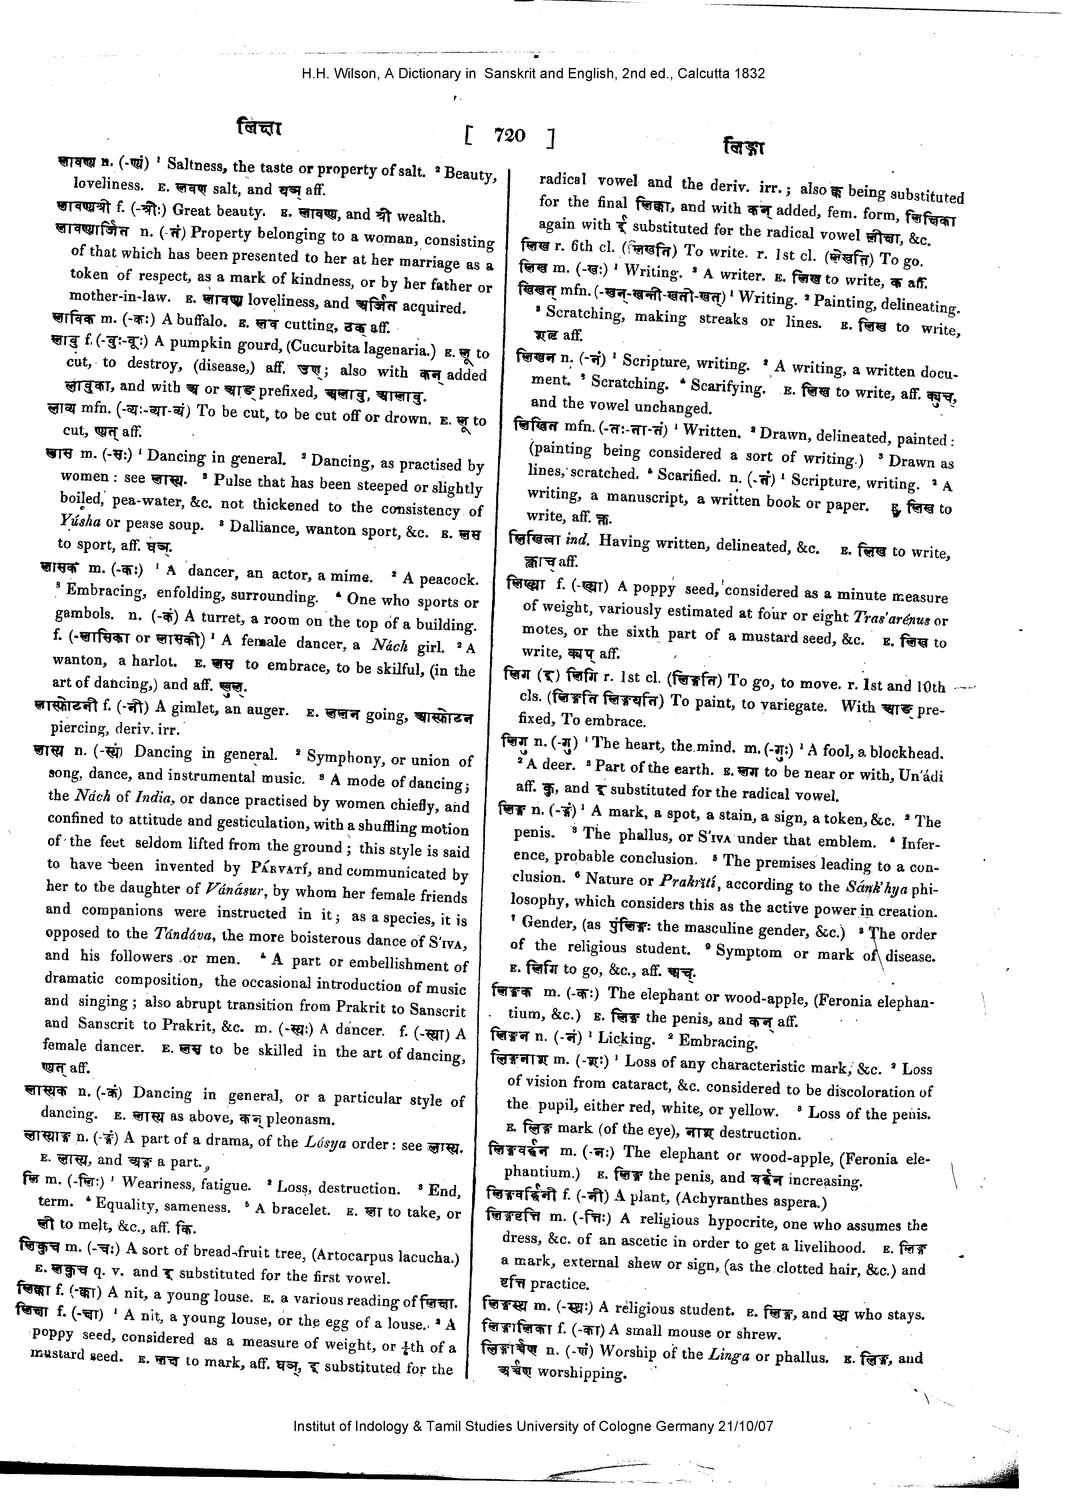 H.H. Wilson, A Dictionary in Sanskrit and English, 2nd ed., Calcutta 1832
[ 720 ]
लावण्य n. (-ण्यं) ¹ Saltness, the taste or property of salt. ² Beauty,
loveliness. E. लवण salt, and ष्यञ् aff.
लावण्यश्री f. (-श्रीः) Great beauty. E. लावण्य, and श्री wealth.
लावण्यार्जित n. (-तं) Property belonging to a woman, consisting
of that which has been presented to her at her marriage as a
token of respect, as a mark of kindness, or by her father or
mother-in-law. E. लावण्य loveliness, and अर्जित acquired.
लाविक m. (-कः) A buffalo. E. लव cutting, ठक् aff.
लावु f. (-वुः-वूः) A pumpkin gourd, (Cucurbita lagenaria.) E. लू to
cut, to destroy, (disease,) aff. उण्; also with कन् added
लावुका, and with अ or आङ् prefixed, अलावु, आलावु.
लाव्य mfn. (-व्यः-व्या-व्यं) To be cut, to be cut off or drown. E. लू to
cut, ण्यत् aff.
लास m. (-सः) ¹ Dancing in general. ² Dancing, as practised by
women : see लास्य. ³ Pulse that has been steeped or slightly
boiled, pea-water, &c. not thickened to the consistency of
Yúsha or pease soup. ³ Dalliance, wanton sport, &c. E. लस
to sport, aff. घञ्.
लासक m. (-कः) ¹ A dancer, an actor, a mime. ² A peacock.
³ Embracing, enfolding, surrounding. ⁴ One who sports or
gambols. n. (-कं) A turret, a room on the top of a building.
f. (-लासिका or लासकी) ¹ A female dancer, a Nách girl. ² A
wanton, a harlot. E. लस to embrace, to be skilful, (in the
art of dancing,) and aff. ण्वुल्.
लास्फोटनी f. (-नी) A gimlet, an auger. E. ललन going, आस्फोटन
piercing, deriv. irr.
लास्य n. (-स्यं) Dancing in general. ² Symphony, or union of
song, dance, and instrumental music. ³ A mode of dancing;
the Nách of India, or dance practised by women chiefly, and
confined to attitude and gesticulation, with a shuffling motion
of the feet seldom lifted from the ground; this style is said
to have been invented by PÁRVATÍ, and communicated by
her to the daughter of Vánásur, by whom her female friends
and companions were instructed in it; as a species, it is
opposed to the Tándáva, the more boisterous dance of S'IVA,
and his followers or men. ⁴ A part or embellishment of
dramatic composition, the occasional introduction of music
and singing; also abrupt transition from Prakrit to Sanscrit
and Sanscrit to Prakrit, &c. m. (-स्यः) A dancer. f. (-स्या) A
female dancer. E. लस to be skilled in the art of dancing,
ण्यत् aff.
लास्यक n. (-कं) Dancing in general, or a particular style of
dancing. E. लास्य as above, कन् pleonasm.
लास्याङ्ग n. (-ङ्गं) A part of a drama, of the Lásya order : see लास्य.
E. लास्य, and अङ्ग a part.
लि m. (-लिः) ¹ Weariness, fatigue. ² Loss, destruction. ³ End,
term. ⁴ Equality, sameness. ⁵ A bracelet. E. ला to take, or
ली to melt, &c., aff. कि.
लिकुच m. (-चः) A sort of bread-fruit tree, (Artocarpus lacucha.)
E. लकुच q. v. and इ substituted for the first vowel.
लिक्का f. (-क्का) A nit, a young louse. E. a various reading of लिक्षा.
लिक्षा f. (-क्षा) ¹ A nit, a young louse, or the egg of a louse. ² A
poppy seed, considered as a measure of weight, or ⅙th of a
mustard seed. E. लक्ष to mark, aff. घञ्, इ substituted for the
लिङ्गा
radical vowel and the deriv. irr.; also क्क being substituted
for the final लिक्का, and with कन् added, fem. form, लिक्षिका
again with ई substituted for the radical vowel लीक्षा, &c.
लिख r. 6th cl. (लिखति) To write. r. 1st cl. (लेखति) To go.
लिख m. (-खः) ¹ Writing. ² A writer. E. लिख to write, क aff.
लिखत् mfn. (-खन्-खन्ती-खती-खत्) ¹ Writing. ² Painting, delineating.
³ Scratching, making streaks or lines. E. लिख to write,
शतृ aff.
लिखन n. (-नं) ¹ Scripture, writing. ² A writing, a written docu-
ment. ³ Scratching. ⁴ Scarifying. E. लिख to write, aff. क्युच्,
and the vowel unchanged.
लिखित mfn. (-तः-ता-तं) ¹ Written. ² Drawn, delineated, painted :
(painting being considered a sort of writing.) ³ Drawn as
lines, scratched. ⁴ Scarified. n. (-तं) ¹ Scripture, writing. ² A
writing, a manuscript, a written book or paper. E. लिख to
write, aff. क्त.
लिखित्वा ind. Having written, delineated, &c. E. लिख to write,
क्त्वाच् aff.
लिख्या f. (-ख्या) A poppy seed, considered as a minute measure
of weight, variously estimated at four or eight Tras'arénus or
motes, or the sixth part of a mustard seed, &c. E. लिख to
write, क्यप् aff.
लिग (इ) लिगि r. 1st cl. (लिङ्गति) To go, to move. r. 1st and 10th
cls. (लिङ्गति लिङ्गयति) To paint, to variegate. With आङ् pre-
fixed, To embrace.
लिगु n. (-गु) ¹ The heart, the mind. m. (-गुः) ¹ A fool, a blockhead.
² A deer. ³ Part of the earth. E. लग to be near or with, Un'ádi
aff. कु, and इ substituted for the radical vowel.
लिङ्ग n. (-ङ्गं) ¹ A mark, a spot, a stain, a sign, a token, &c. ² The
penis. ³ The phallus, or S'IVA under that emblem. ⁴ Infer-
ence, probable conclusion. ⁵ The premises leading to a con-
clusion. ⁶ Nature or Prakrïti, according to the Sánk'hya phi-
losophy, which considers this as the active power in creation.
⁷ Gender, (as पुंलिङ्गः the masculine gender, &c.) ⁸ The order
of the religious student. ⁹ Symptom or mark of disease.
E. लिगि to go, &c., aff. अच्.
लिङ्गक m. (-कः) The elephant or wood-apple, (Feronia elephan-
tium, &c.) E. लिङ्ग the penis, and कन् aff.
लिङ्गन n. (-नं) ¹ Licking. ² Embracing.
लिङ्गनाश m. (-शः) ¹ Loss of any characteristic mark, &c. ² Loss
of vision from cataract, &c. considered to be discoloration of
the pupil, either red, white, or yellow. ³ Loss of the penis.
E. लिङ्ग mark (of the eye), नाश destruction.
लिङ्गवर्द्धन m. (-नः) The elephant or wood-apple, (Feronia ele-
phantium.) E. लिङ्ग the penis, and वर्द्धन increasing.
लिङ्गवर्द्धिनी f. (-नी) A plant, (Achyranthes aspera.)
लिङ्गवृत्ति m. (-त्तिः) A religious hypocrite, one who assumes the
dress, &c. of an ascetic in order to get a livelihood. E. लिङ्ग
a mark, external shew or sign, (as the clotted hair, &c.) and
वृत्ति practice.
लिङ्गस्थ m. (-स्थः) A religious student. E. लिङ्ग, and स्थ who stays.
लिङ्गालिका f. (-का) A small mouse or shrew.
लिङ्गार्चण n. (-णं) Worship of the Linga or phallus. E. लिङ्ग, and
अर्चण worshipping.
Institut of Indology & Tamil Studies University of Cologne Germany 21/10/07